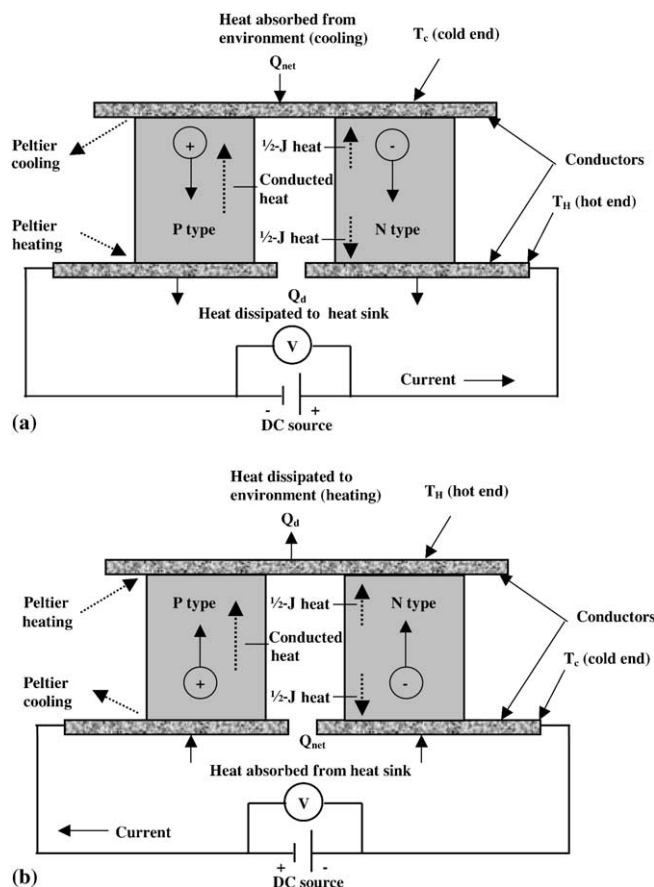 Heat absorbed from
environment (cooling)
Tc (cold end)
Qnet
Peltier
cooling
+
½-J heat
-
Conductors
Conducted
heat
TH (hot end)
Peltier
heating
P type
½-J heat
N type
Qd
Heat dissipated to heat sink
V
Current
- +
DC source
(a)
Heat dissipated to
environment (heating)
TH (hot end)
Qd
Peltier
heating
P type
½-J heat
N type
Conductors
Conducted
heat
Tc (cold end)
Peltier
cooling
+
½-J heat
-
Qnet
Heat absorbed from heat sink
V
Current
+ -
DC source
(b)